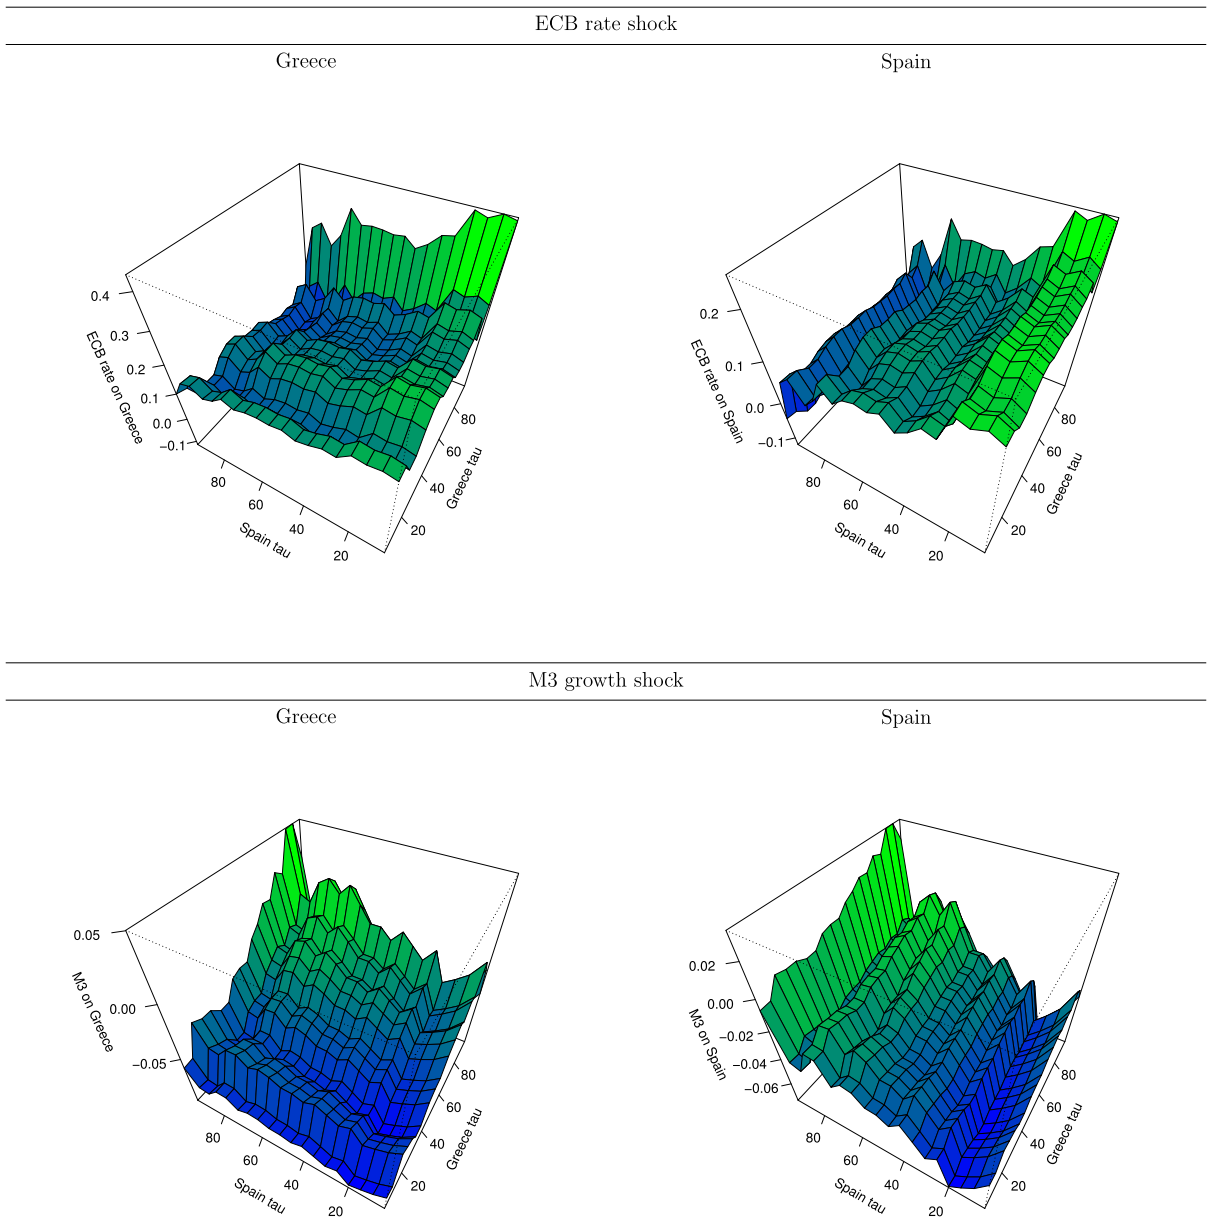 ECB rate shock
Greece
Spain
0.4
0.3
0.2
0.1
0.0
−0.1
ECB rate on Greece
80
60
40
20
Spain tau
20
40
60
80
Greece tau
0.2
0.1
0.0
−0.1
ECB rate on Spain
80
60
40
20
Spain tau
20
40
60
80
Greece tau
M3 growth shock
Greece
Spain
0.05
0.00
−0.05
M3 on Greece
80
60
40
20
Spain tau
20
40
60
80
Greece tau
0.02
0.00
−0.02
−0.04
−0.06
M3 on Spain
80
60
40
20
Spain tau
20
40
60
80
Greece tau